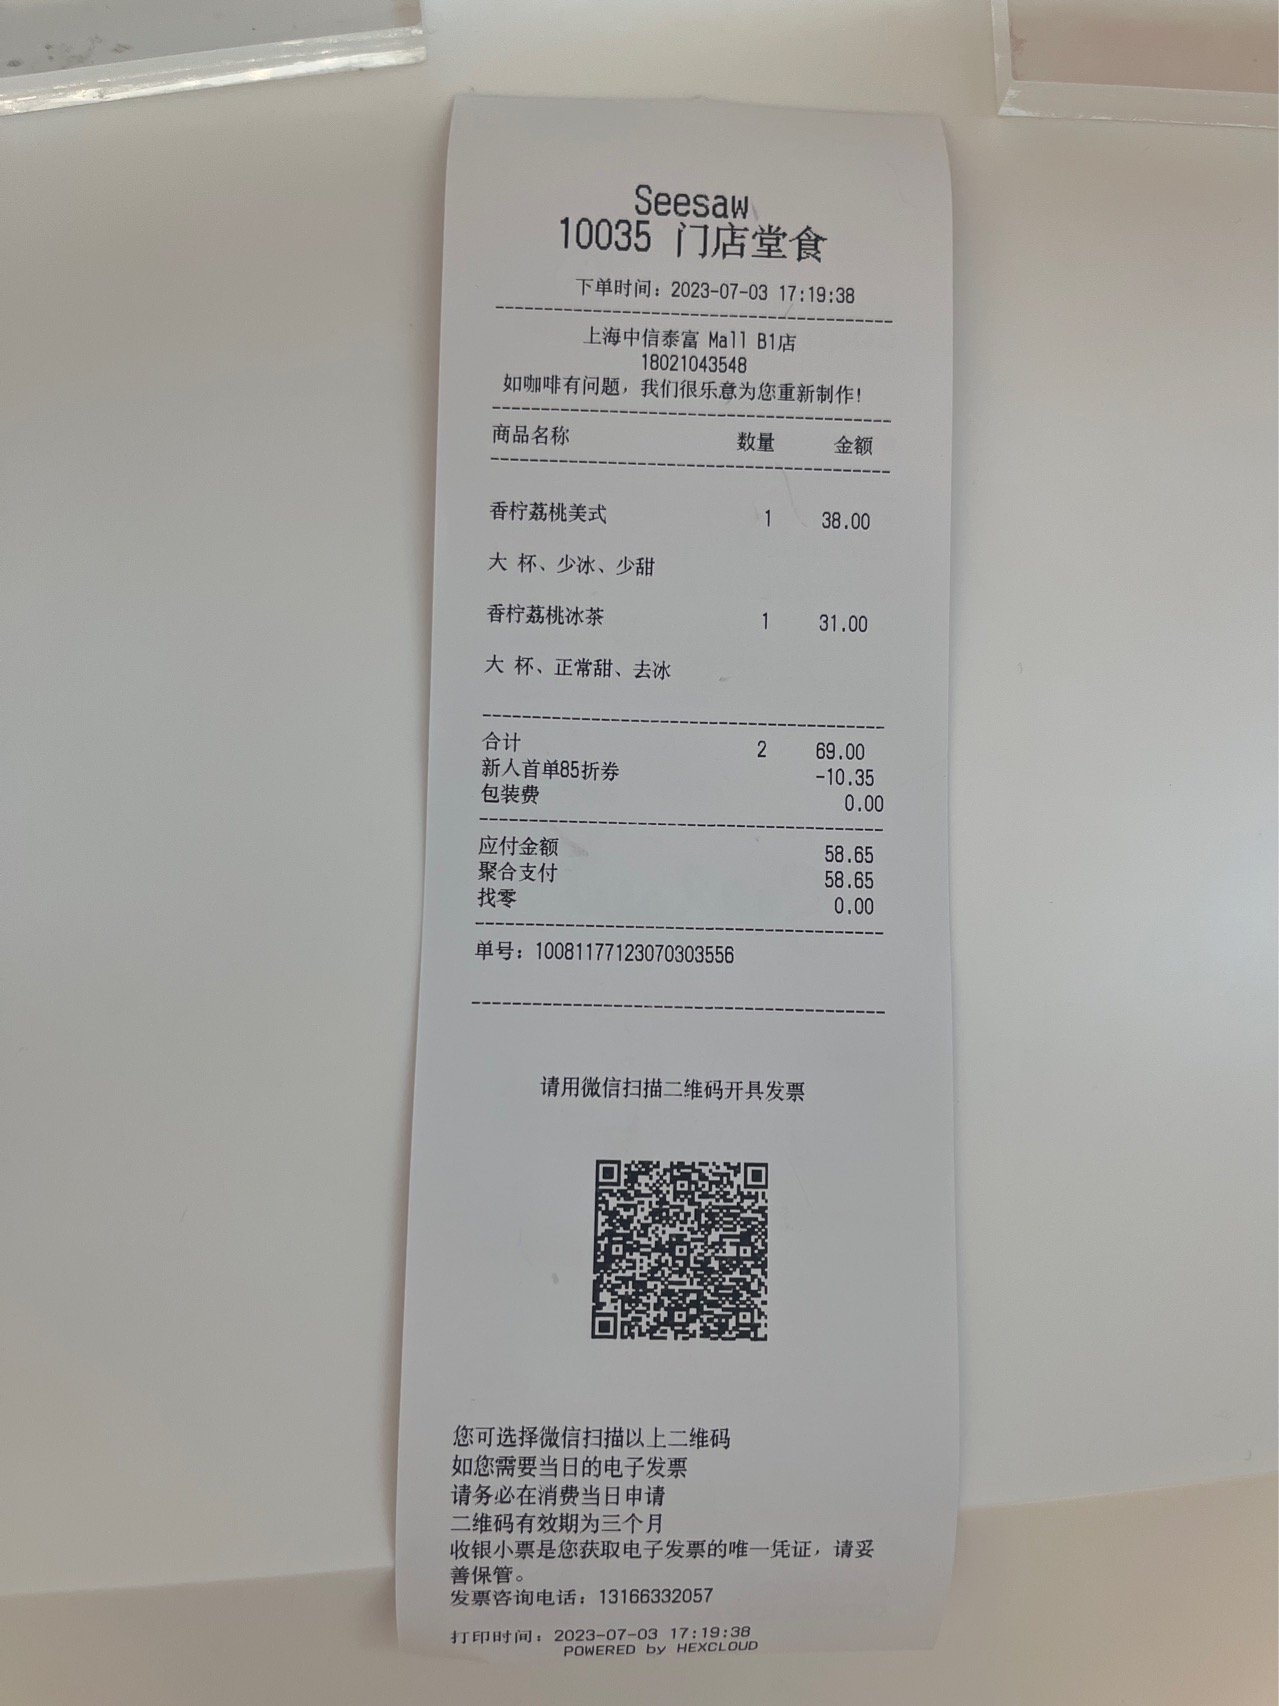 Seesaw
10035 门店堂食
下单时间：2023-07-03 17:19:38
上海中信泰富 Mall B1店
18021043548
如咖啡有问题，我们很乐意为您重新制作!
商品名称 数量 金额
香柠荔桃美式 1 38.00
大 杯、少冰、少甜
香柠荔桃冰茶 1 31.00
大 杯、正常甜、去冰
合计 2 69.00
新人首单85折券 -10.35
包装费 0.00
应付金额 58.65
聚合支付 58.65
找零 0.00
单号：10081177123070303556
请用微信扫描二维码开具发票
您可选择微信扫描以上二维码
如您需要当日的电子发票
请务必在消费当日申请
二维码有效期为三个月
收银小票是您获取电子发票的唯一凭证，请妥
善保管。
发票咨询电话：13166332057
打印时间：2023-07-03 17:19:38
POWERED by HEXCLOUD